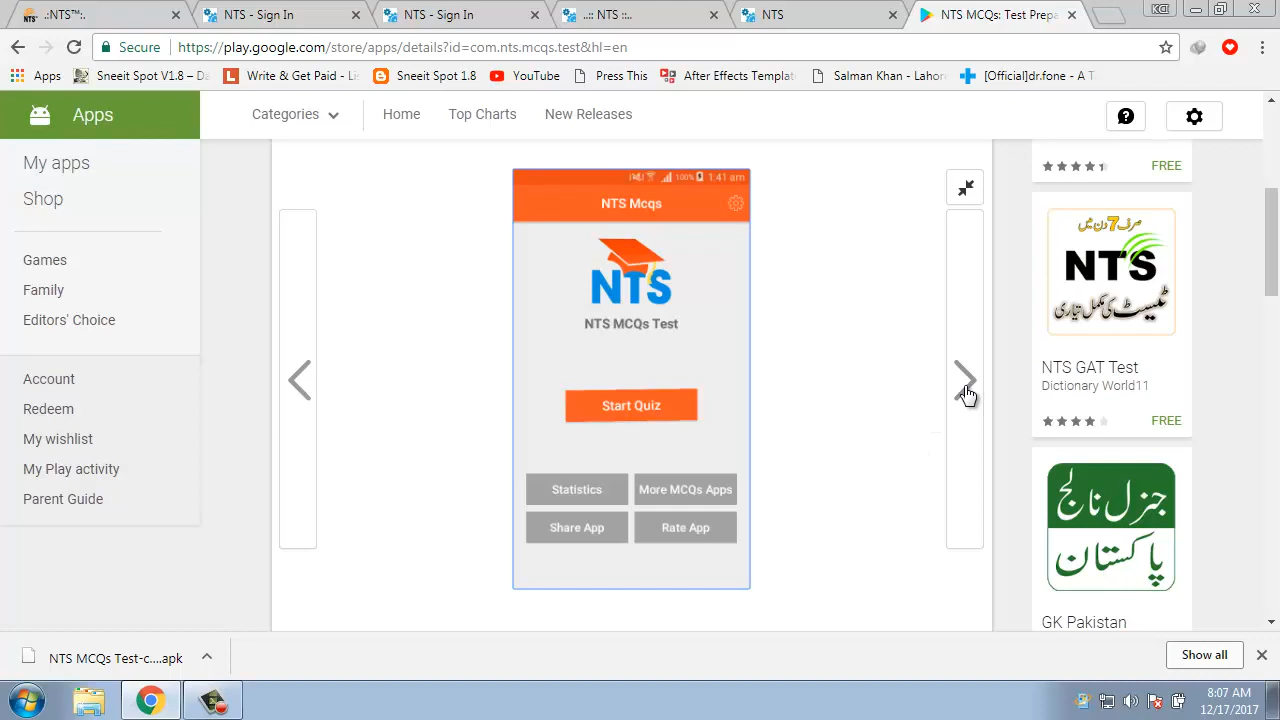 .:NTS™:.
NTS - Sign In
NTS - Sign In
..:: NTS ::..
NTS
NTS MCQs: Test Prepa
Secure
https://play.google.com/store/apps/details?id=com.nts.mcqs.test&hl=en
Apps
Sneeit Spot V1.8 – Da
Write & Get Paid - Lis
Sneeit Spot 1.8
YouTube
Press This
After Effects Templat
Salman Khan - Lahor
[Official]dr.fone - A T
Apps
Categories
Home
Top Charts
New Releases
My apps
Shop
Games
Family
Editors' Choice
Account
Redeem
My wishlist
My Play activity
Parent Guide
100%
1:41 am
NTS Mcqs
NTS
NTS MCQs Test
Start Quiz
Statistics
More MCQs Apps
Share App
Rate App
FREE
صرف 7 دن میں
NTS
ٹیسٹ کی مکمل تیاری
NTS GAT Test
Dictionary World11
FREE
جنرل نالج
پاکستان
GK Pakistan
NTS MCQs Test-c....apk
Show all
8:07 AM
12/17/2017